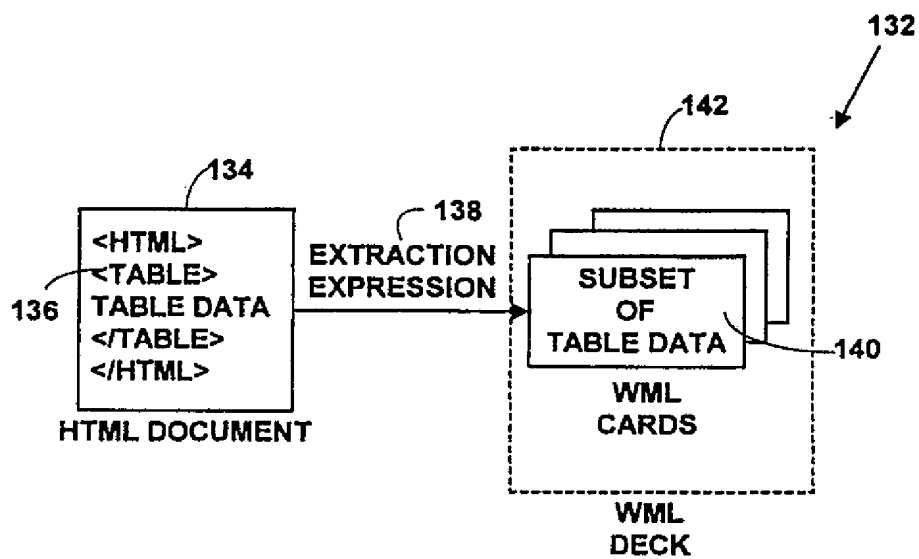 132
142
134
138
<HTML>
<TABLE>
136
TABLE DATA
</TABLE>
</HTML>
HTML DOCUMENT
EXTRACTION
EXPRESSION
SUBSET
OF
TABLE DATA
140
WML
CARDS
WML
DECK